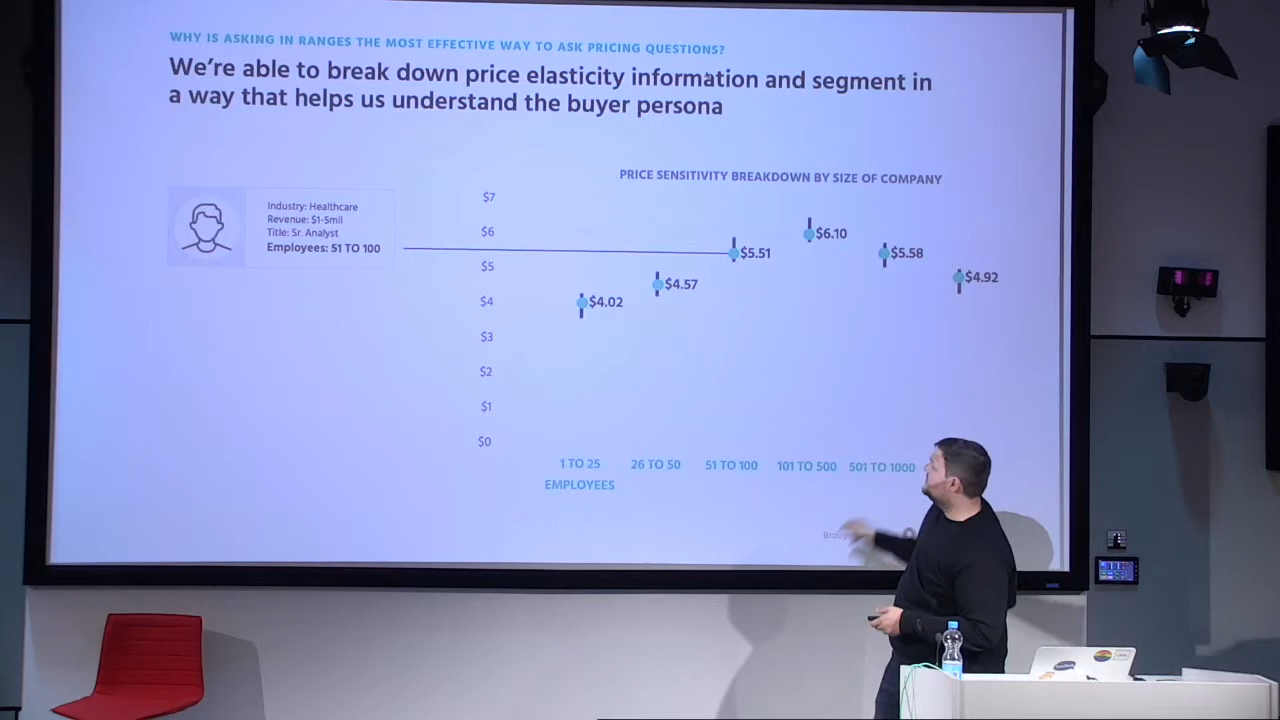 WHY IS ASKING IN RANGES THE MOST EFFECTIVE WAY TO ASK PRICING QUESTIONS?
We're able to break down price elasticity information and segment in
a way that helps us understand the buyer persona
PRICE SENSITIVITY BREAKDOWN BY SIZE OF COMPANY
Industry: Healthcare
Revenue: $1-5mil
Title: Sr. Analyst
Employees: 51 TO 100
$7
$6
$5
$4
$3
$2
$1
$0
$4.02
$4.57
$5.51
$6.10
$5.58
$4.92
1 TO 25
EMPLOYEES
26 TO 50
51 TO 100
101 TO 500
501 TO 1000